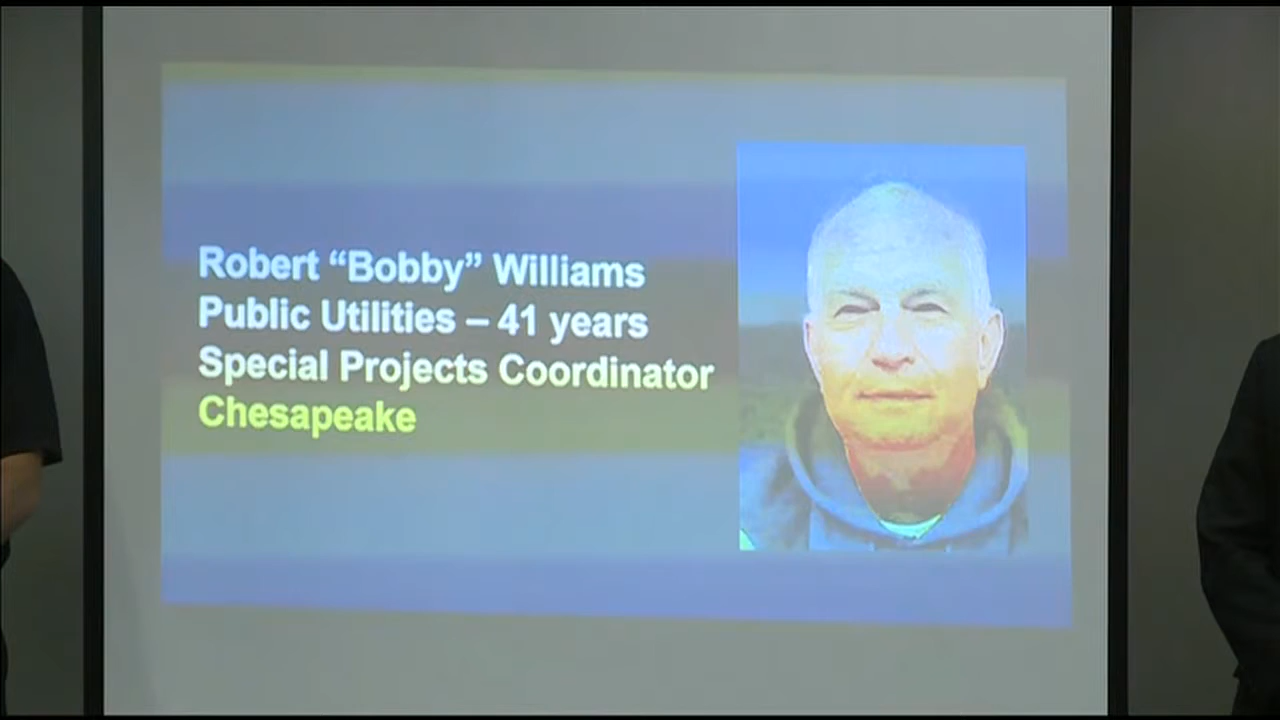 Robert “Bobby” Williams
Public Utilities – 41 years
Special Projects Coordinator
Chesapeake